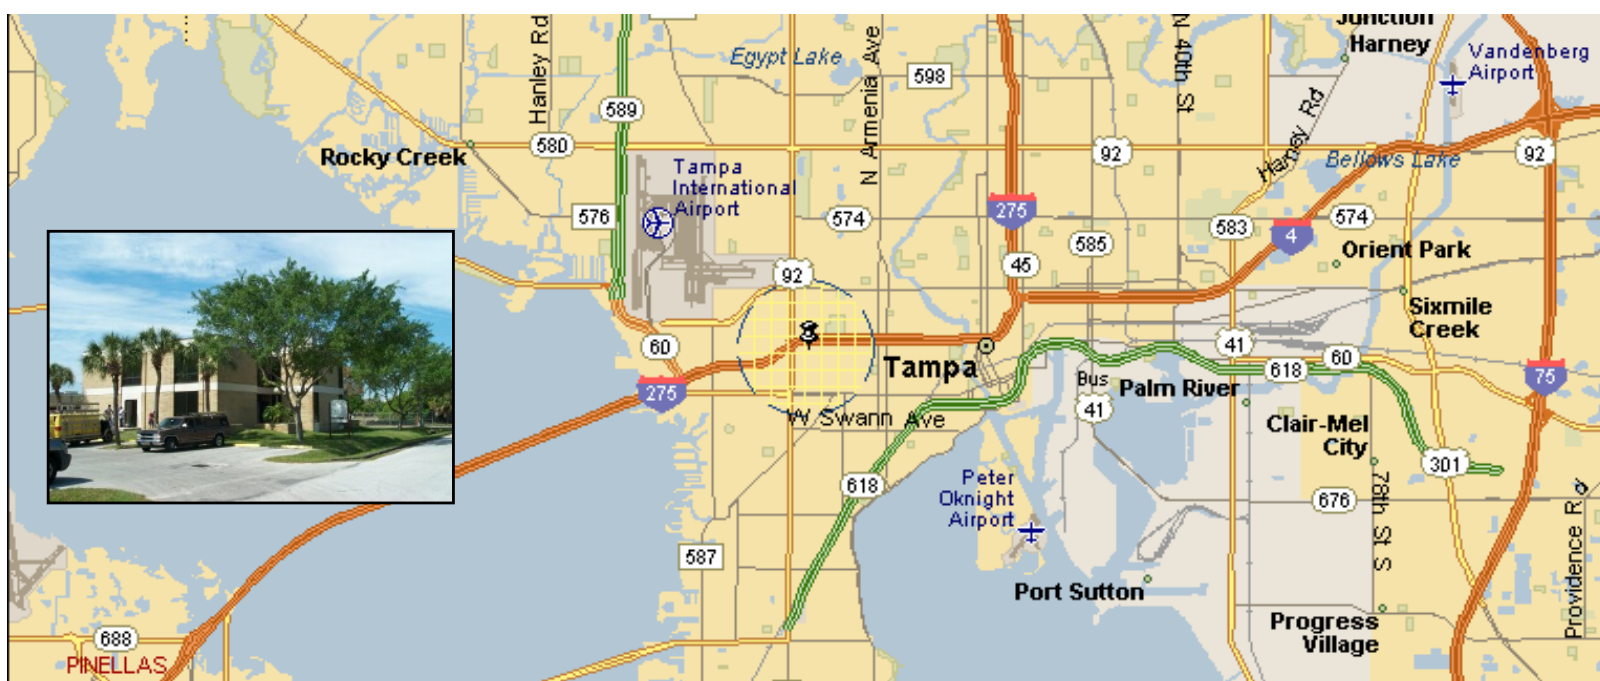 Junction
Harney
Vandenberg
Airport
Hanley Rd
Egypt Lake
N Armenia Ave
598
N 40th St
589
Harney Rd
580
92
92
Rocky Creek
Bellows Lake
Tampa
International
Airport
576
574
275
583
574
585
4
Orient Park
92
45
Sixmile
Creek
60
41
60
618
Tampa
275
Bus
41
Palm River
75
W Swann Ave
Clair-Mel
City
301
618
Peter
Oknight
Airport
676
78th St S
Providence Rd
587
Port Sutton
Progress
Village
688
PINELLAS